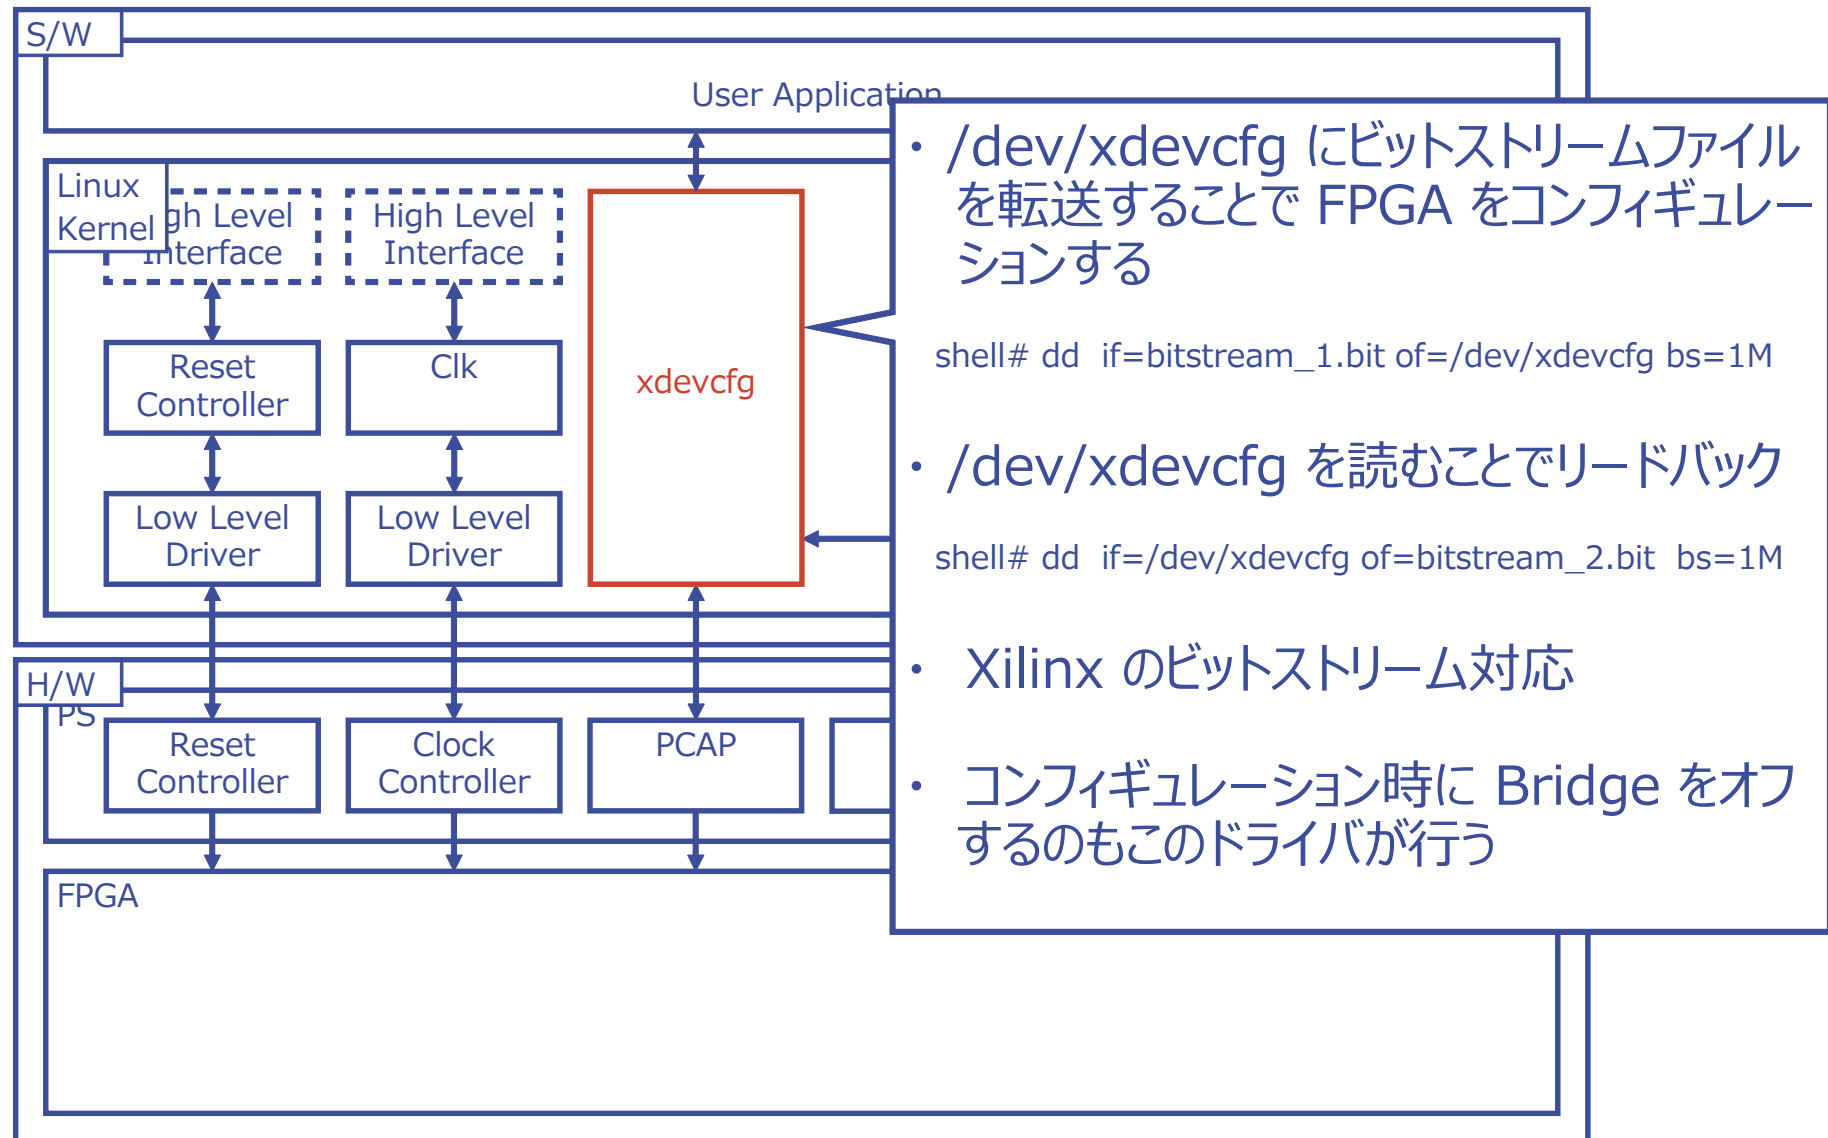 S/W
User Application
Linux
Kernel
gh Level
Interface
High Level
Interface
Reset
Controller
Clk
xdevcfg
Low Level
Driver
Low Level
Driver
・/dev/xdevcfg にビットストリームファイル
を転送することで FPGA をコンフィギュレー
ションする
shell# dd  if=bitstream_1.bit of=/dev/xdevcfg bs=1M
・/dev/xdevcfg を読むことでリードバック
shell# dd  if=/dev/xdevcfg of=bitstream_2.bit  bs=1M
・ Xilinx のビットストリーム対応
・ コンフィギュレーション時に Bridge をオフ
するのもこのドライバが行う
H/W
PS
Reset
Controller
Clock
Controller
PCAP
FPGA